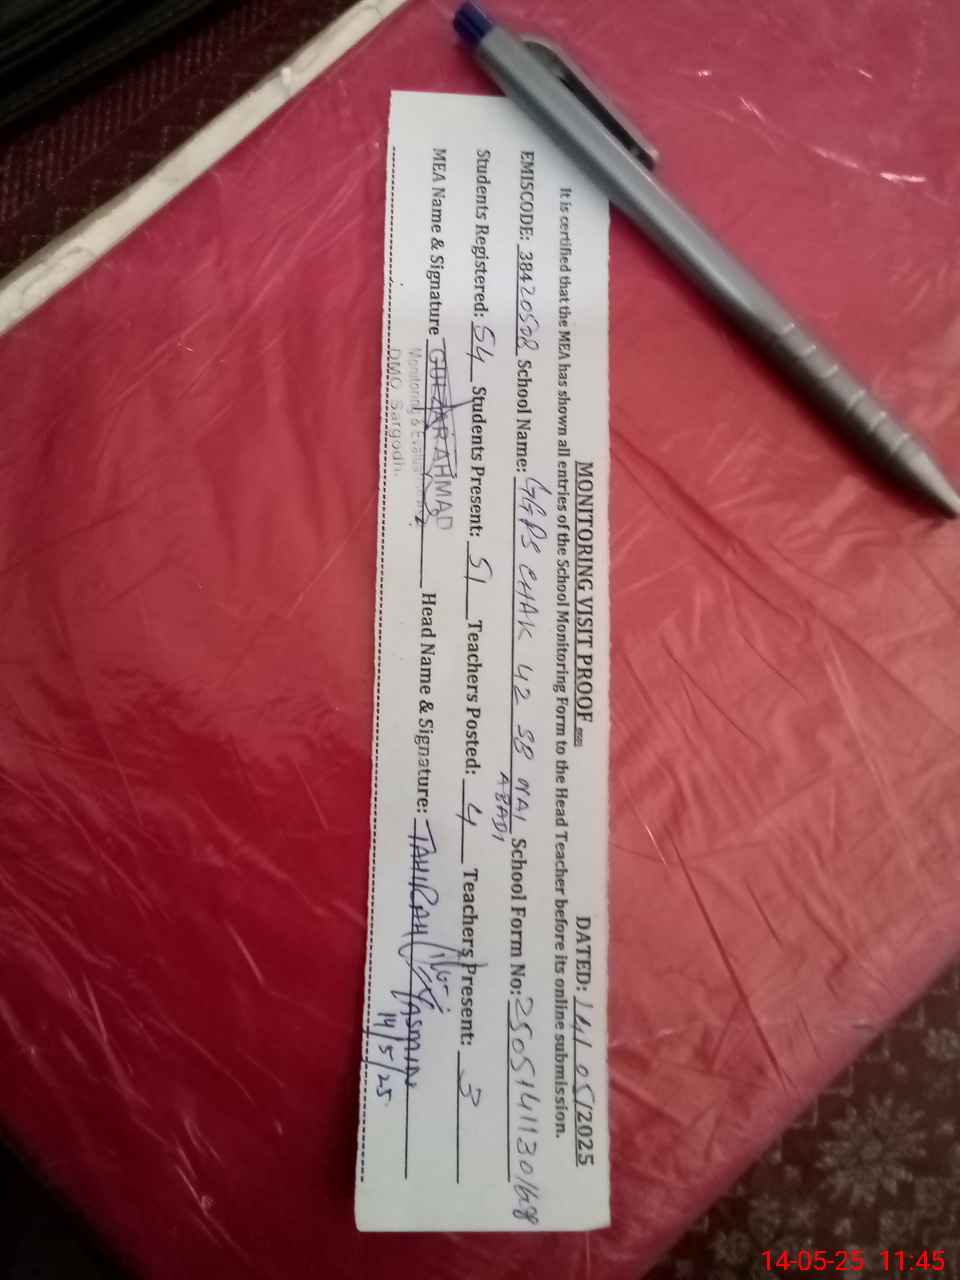 MONITORING VISIT PROOF DATED: 14/05/2025
It is certified that the MEA has shown all entries of the School Monitoring Form to the Head Teacher before its online submission.
EMISCODE: 38420508 School Name: GGPS CHAK 42 SB NAI ABADI School Form No: 2505141130168
Students Registered: 54 Students Present: 51 Teachers Posted: 4 Teachers Present: 3
MEA Name & Signature GULZAR AHMAD Head Name & Signature: TAHIRAH YASMIN
Monitoring &
DMO Sargodh
14/5/25
14-05-25 11:45